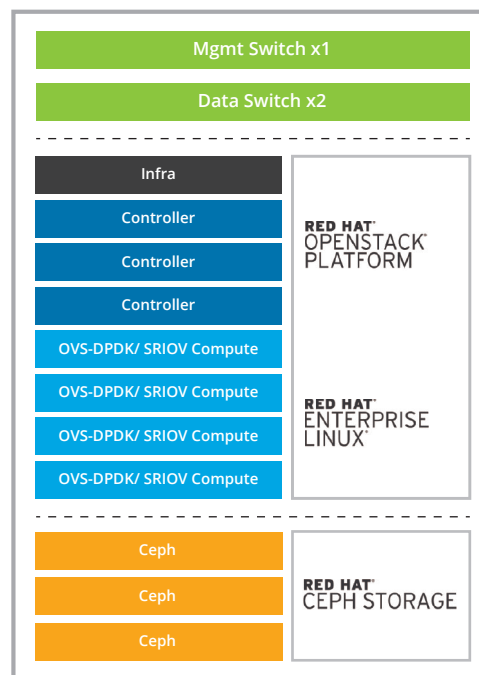 Mgmt Switch x1
Data Switch x2
Infra
Controller
Controller
Controller
OVS-DPDK/ SRIOV Compute
OVS-DPDK/ SRIOV Compute
OVS-DPDK/ SRIOV Compute
OVS-DPDK/ SRIOV Compute
RED HAT®
OPENSTACK®
PLATFORM
RED HAT®
ENTERPRISE
LINUX®
Ceph
Ceph
Ceph
RED HAT®
CEPH STORAGE